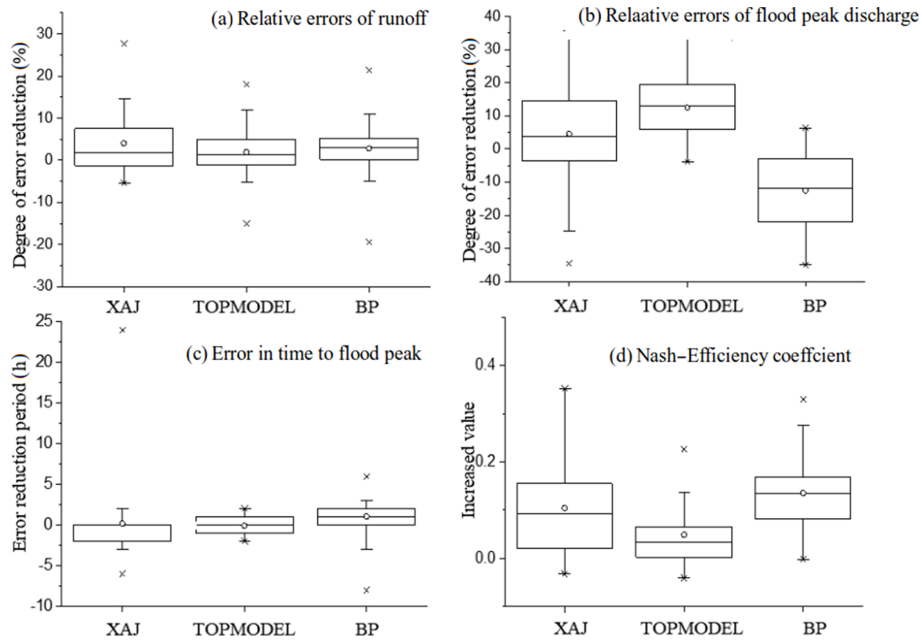 (a) Relative errors of runoff
Degree of error reduction (%)
30
20
10
0
-10
-20
-30
XAJ
TOPMODEL
BP
(b) Relaative errors of flood peak discharge
Degree of error reduction (%)
40
30
20
10
0
-10
-20
-30
-40
XAJ
TOPMODEL
BP
(c) Error in time to flood peak
Error reduction period (h)
25
20
15
10
5
0
-5
-10
XAJ
TOPMODEL
BP
(d) Nash-Efficiency coeffcient
Increased value
0.4
0.2
0.0
XAJ
TOPMODEL
BP